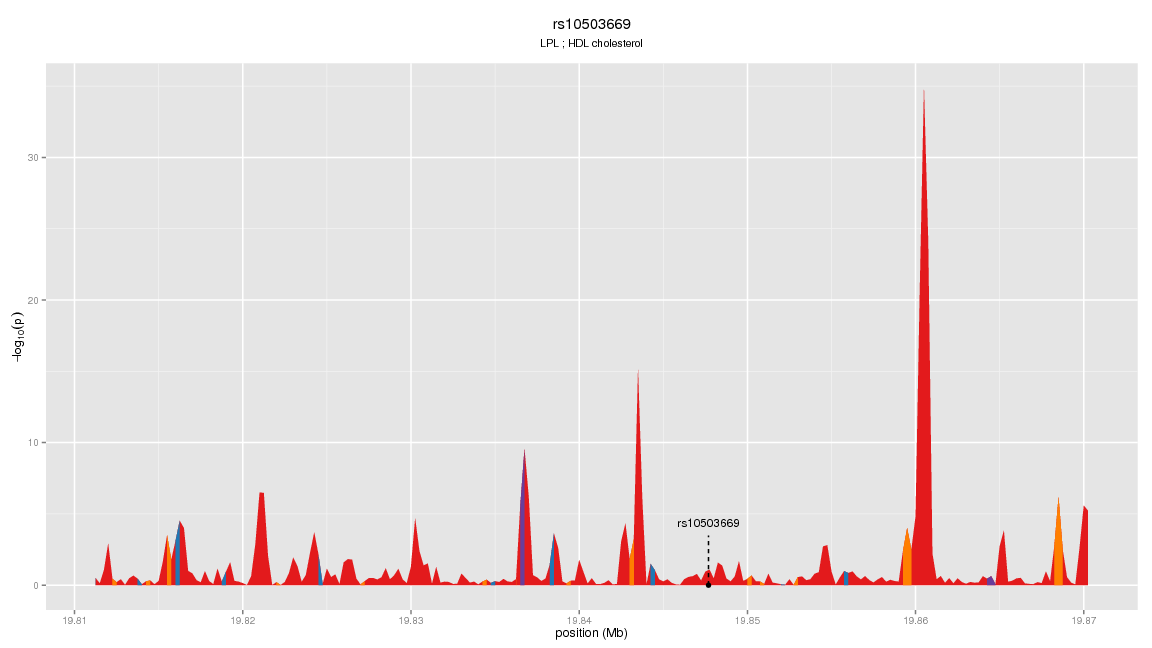 rs10503669
LPL ; HDL cholesterol
30
20
10
0
−log10(p)
rs10503669
19.81 19.82 19.83 19.84 19.85 19.86 19.87
position (Mb)